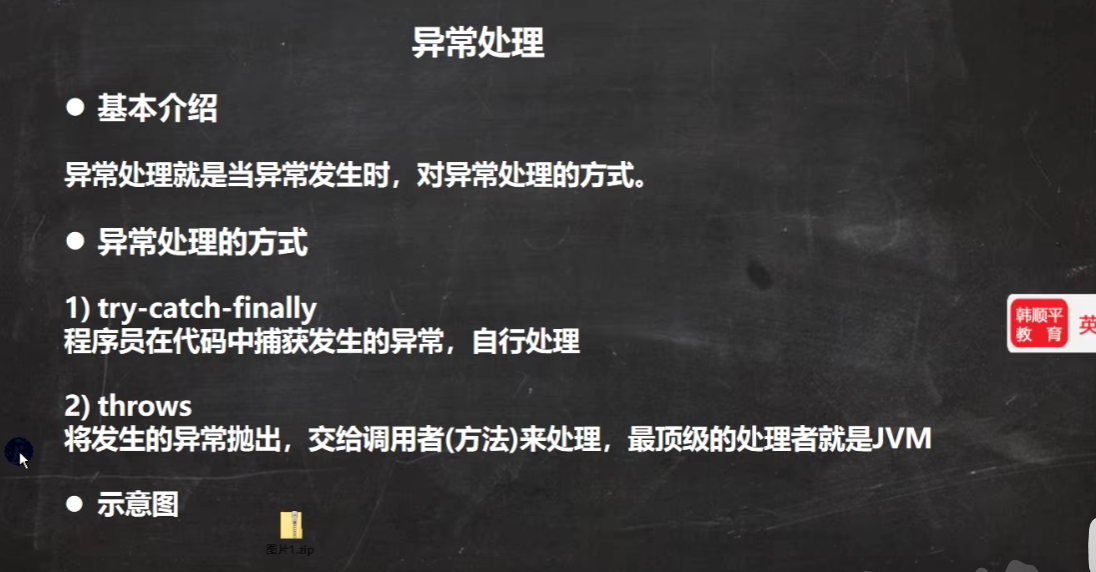 异常处理
● 基本介绍
异常处理就是当异常发生时，对异常处理的方式。
● 异常处理的方式
1) try-catch-finally
程序员在代码中捕获发生的异常，自行处理
2) throws
将发生的异常抛出，交给调用者(方法)来处理，最顶级的处理者就是JVM
● 示意图
图片1.zip
韩顺平
教 育
英